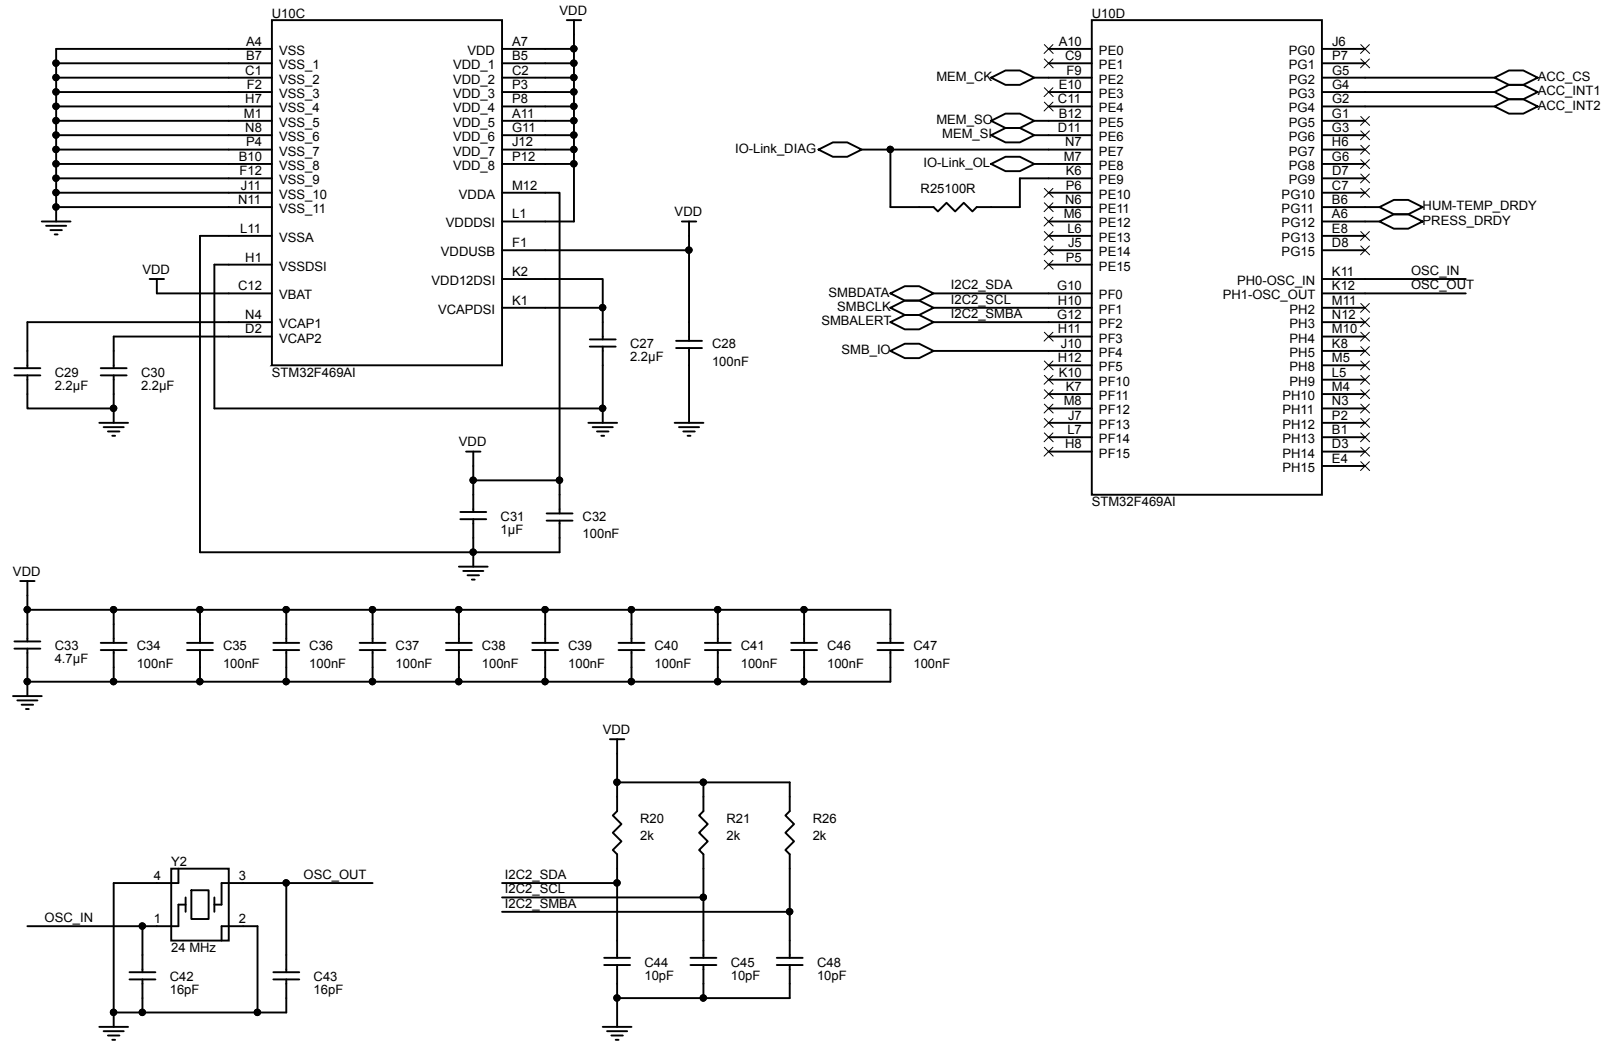 U10C
VDD
A4 VSS VDD A7
B7 VSS_1 VDD_1 B5
C1 VSS_2 VDD_2 C2
F2 VSS_3 VDD_3 P3
H7 VSS_4 VDD_4 P8
M1 VSS_5 VDD_5 A11
N8 VSS_6 VDD_6 G11
P4 VSS_7 VDD_7 J12
B10 VSS_8 VDD_8 P12
F12 VSS_9
J11 VSS_10 VDDA M12
N11 VSS_11
VDDDSI L1
L11 VSSA
VDDUSB F1
VDD
H1 VSSDSI
VDD12DSI K2
VDD
C12 VBAT
VCAPDSI K1
N4 VCAP1
D2 VCAP2
C27
2.2µF
C28
100nF
C29
2.2µF
C30
2.2µF
STM32F469AI
VDD
C31
1µF
C32
100nF
U10D
A10 PE0
C9 PE1
MEM_CK F9 PE2
E10 PE3
C11 PE4
MEM_SO B12 PE5
MEM_SI D11 PE6
IO-Link_DIAG N7 PE7
IO-Link_OL M7 PE8
K6 PE9
R25100R
P6 PE10
N6 PE11
M6 PE12
L6 PE13
J5 PE14
P5 PE15
SMBDATA I2C2_SDA G10 PF0
SMBCLK I2C2_SCL H10 PF1
SMBALERT I2C2_SMBA G12 PF2
H11 PF3
SMB_IO J10 PF4
H12 PF5
K10 PF10
K7 PF11
M8 PF12
J7 PF13
L7 PF14
H8 PF15
PG0 J6
PG1 P7
PG2 G5 ACC_CS
PG3 G4 ACC_INT1
PG4 G2 ACC_INT2
PG5 G1
PG6 G3
PG7 H6
PG8 G6
PG9 D7
PG10 C7
PG11 B6 HUM-TEMP_DRDY
PG12 A6 PRESS_DRDY
PG13 E8
PG15 D8
PH0-OSC_IN K11 OSC_IN
PH1-OSC_OUT K12 OSC_OUT
PH2 M11
PH3 N12
PH4 M10
PH5 K8
PH8 M5
PH9 L5
PH10 M4
PH11 N3
PH12 P2
PH13 B1
PH14 D3
PH15 E4
STM32F469AI
VDD
C33
4.7µF
C34
100nF
C35
100nF
C36
100nF
C37
100nF
C38
100nF
C39
100nF
C40
100nF
C41
100nF
C46
100nF
C47
100nF
Y2
4 3 OSC_OUT
OSC_IN 1 2
24 MHz
C42
16pF
C43
16pF
VDD
R20
2k
R21
2k
R26
2k
I2C2_SDA
I2C2_SCL
I2C2_SMBA
C44
10pF
C45
10pF
C48
10pF